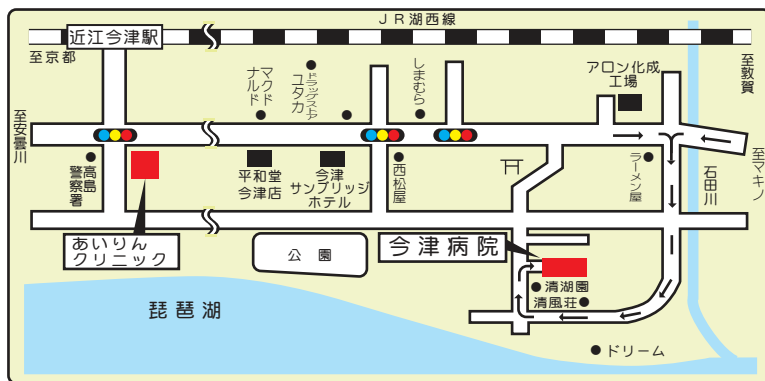 JR湖西線
近江今津駅
至京都
至敦賀
マクド
ナルド
ドラッグストア
ユタカ
しまむら
アロン化成
工場
至安曇川
至マキノ
高島
警察署
平和堂
今津店
今津
サンブリッジ
ホテル
西松屋
ラーメン屋
石田川
あいりん
クリニック
公園
今津病院
清湖園
清風荘
琵琶湖
ドリーム